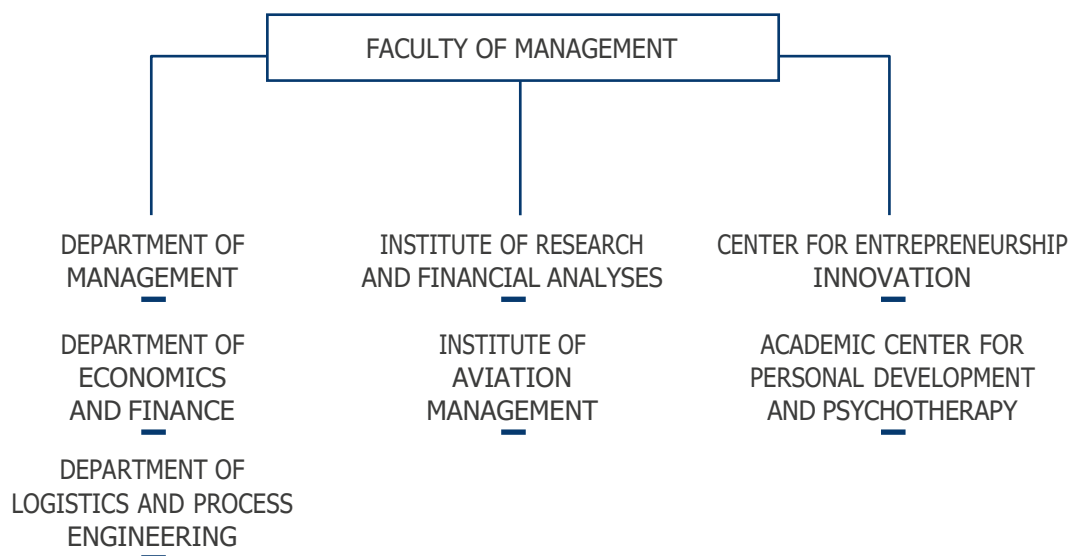 FACULTY OF MANAGEMENT
DEPARTMENT OF
MANAGEMENT
DEPARTMENT OF
ECONOMICS
AND FINANCE
DEPARTMENT OF
LOGISTICS AND PROCESS
ENGINEERING
INSTITUTE OF RESEARCH
AND FINANCIAL ANALYSES
INSTITUTE OF
AVIATION
MANAGEMENT
CENTER FOR ENTREPRENEURSHIP
INNOVATION
ACADEMIC CENTER FOR
PERSONAL DEVELOPMENT
AND PSYCHOTHERAPY